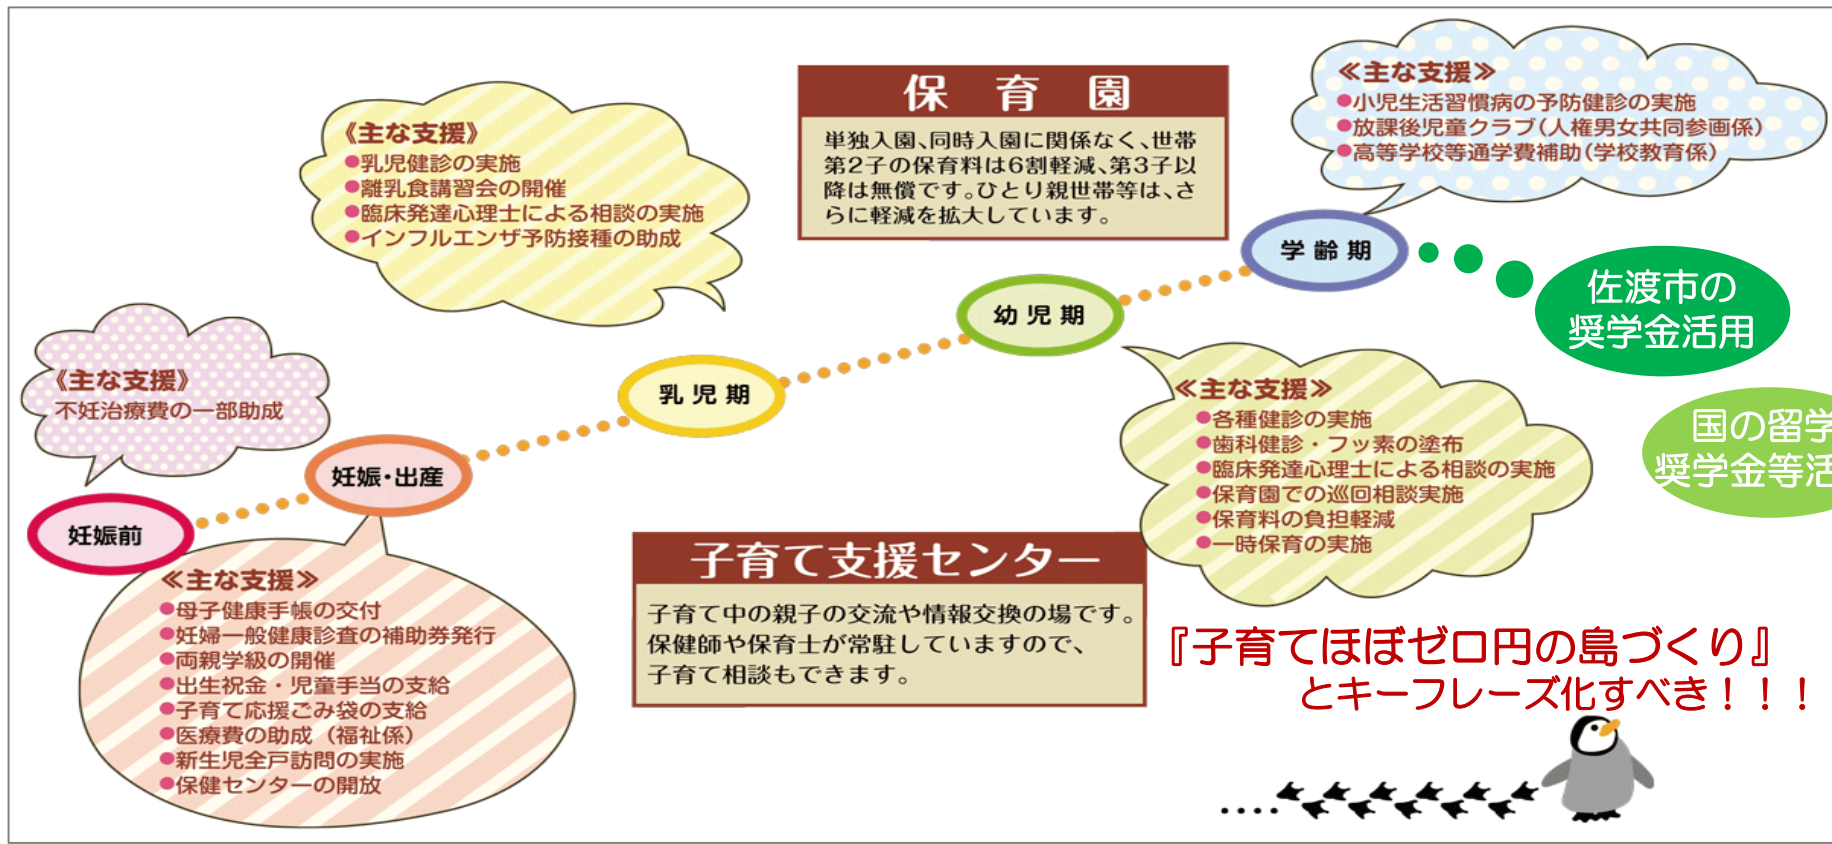 《主な支援》
不妊治療費の一部助成
妊娠前
妊娠・出産
≪主な支援≫
●母子健康手帳の交付
●妊婦一般健康診査の補助券発行
●両親学級の開催
●出生祝金・児童手当の支給
●子育て応援ごみ袋の支給
●医療費の助成（福祉係）
●新生児全戸訪問の実施
●保健センターの開放
《主な支援》
●乳児健診の実施
●離乳食講習会の開催
●臨床発達心理士による相談の実施
●インフルエンザ予防接種の助成
乳児期
保育園
単独入園、同時入園に関係なく、世帯
第2子の保育料は6割軽減、第3子以
降は無償です。ひとり親世帯等は、さ
らに軽減を拡大しています。
幼児期
≪主な支援≫
●各種健診の実施
●歯科健診・フッ素の塗布
●臨床発達心理士による相談の実施
●保育園での巡回相談実施
●保育料の負担軽減
●一時保育の実施
子育て支援センター
子育て中の親子の交流や情報交換の場です。
保健師や保育士が常駐していますので、
子育て相談もできます。
≪主な支援≫
●小児生活習慣病の予防健診の実施
●放課後児童クラブ（人権男女共同参画係）
●高等学校等通学費補助（学校教育係）
学齢期
佐渡市の
奨学金活用
国の留学
奨学金等活
『子育てほぼゼロ円の島づくり』
とキーフレーズ化すべき！！！